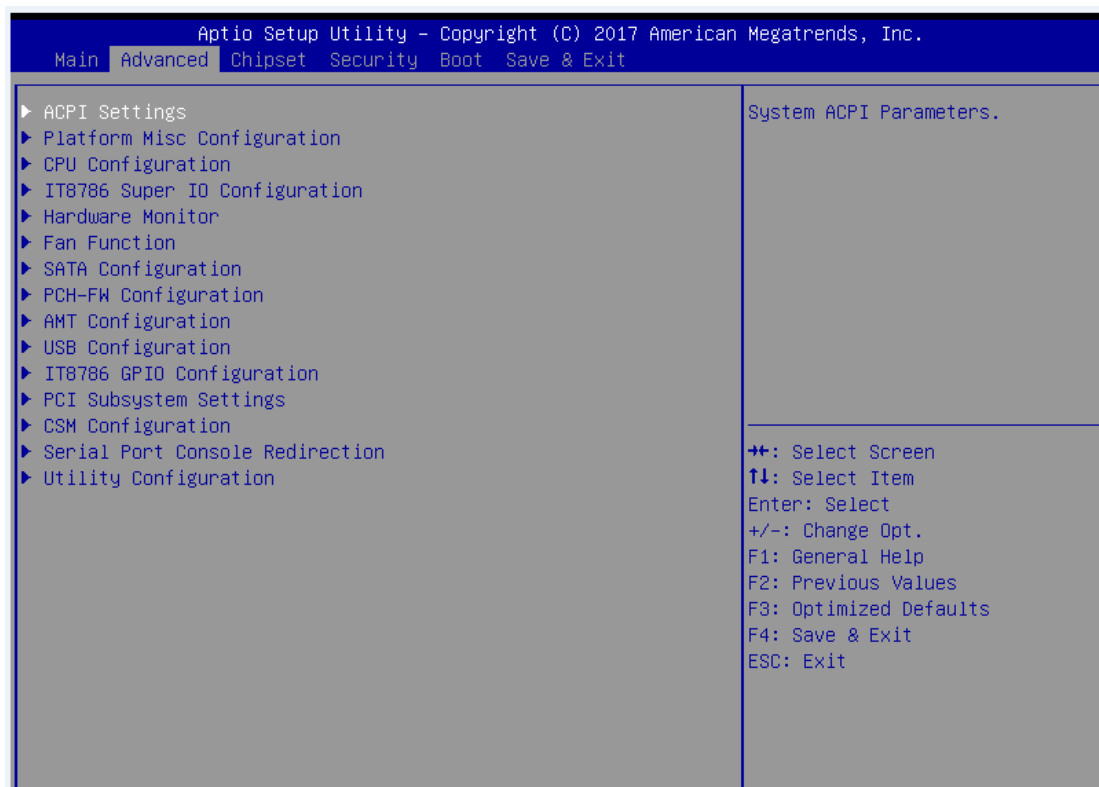 Aptio Setup Utility – Copyright (C) 2017 American Megatrends, Inc.
Main Advanced Chipset Security Boot Save & Exit
▶ ACPI Settings
▶ Platform Misc Configuration
▶ CPU Configuration
▶ IT8786 Super IO Configuration
▶ Hardware Monitor
▶ Fan Function
▶ SATA Configuration
▶ PCH-FW Configuration
▶ AMT Configuration
▶ USB Configuration
▶ IT8786 GPIO Configuration
▶ PCI Subsystem Settings
▶ CSM Configuration
▶ Serial Port Console Redirection
▶ Utility Configuration
System ACPI Parameters.
→←: Select Screen
↑↓: Select Item
Enter: Select
+/-: Change Opt.
F1: General Help
F2: Previous Values
F3: Optimized Defaults
F4: Save & Exit
ESC: Exit